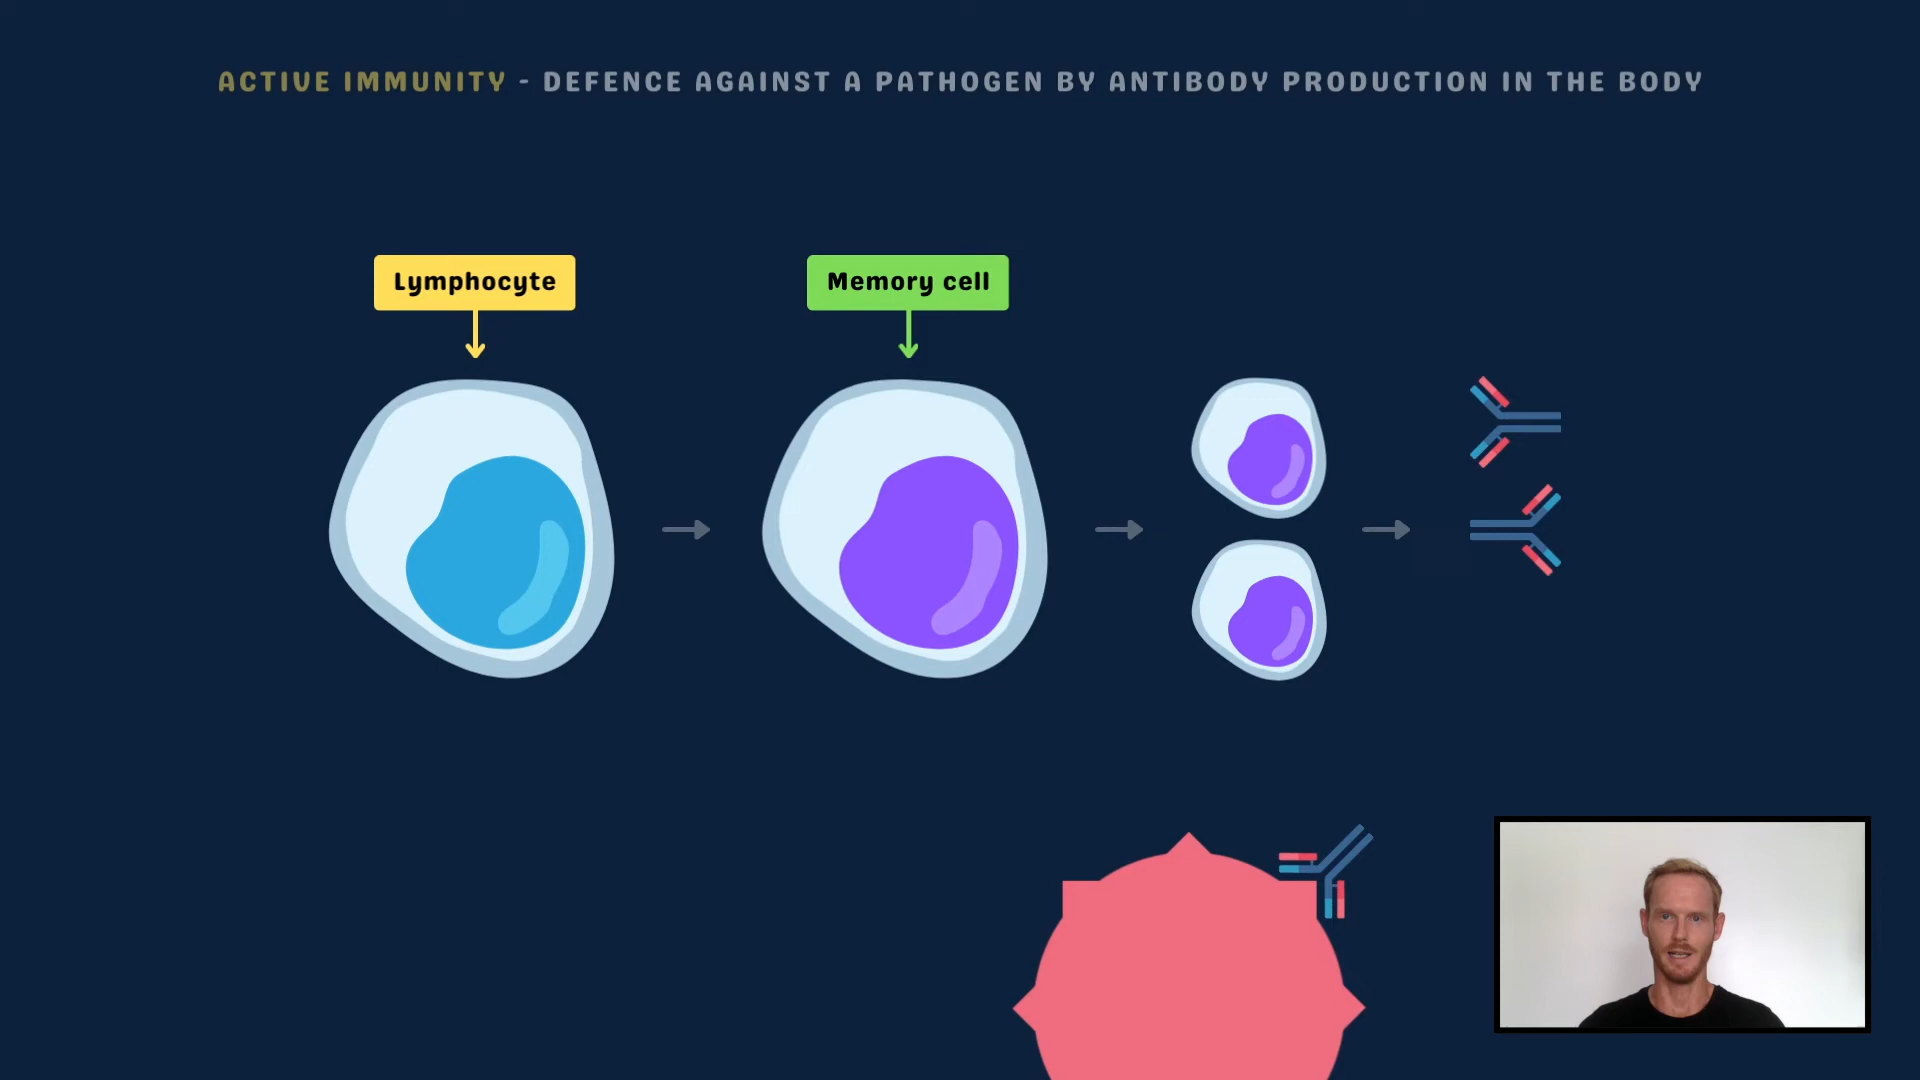 ACTIVE IMMUNITY - DEFENCE AGAINST A PATHOGEN BY ANTIBODY PRODUCTION IN THE BODY
Lymphocyte
Memory cell